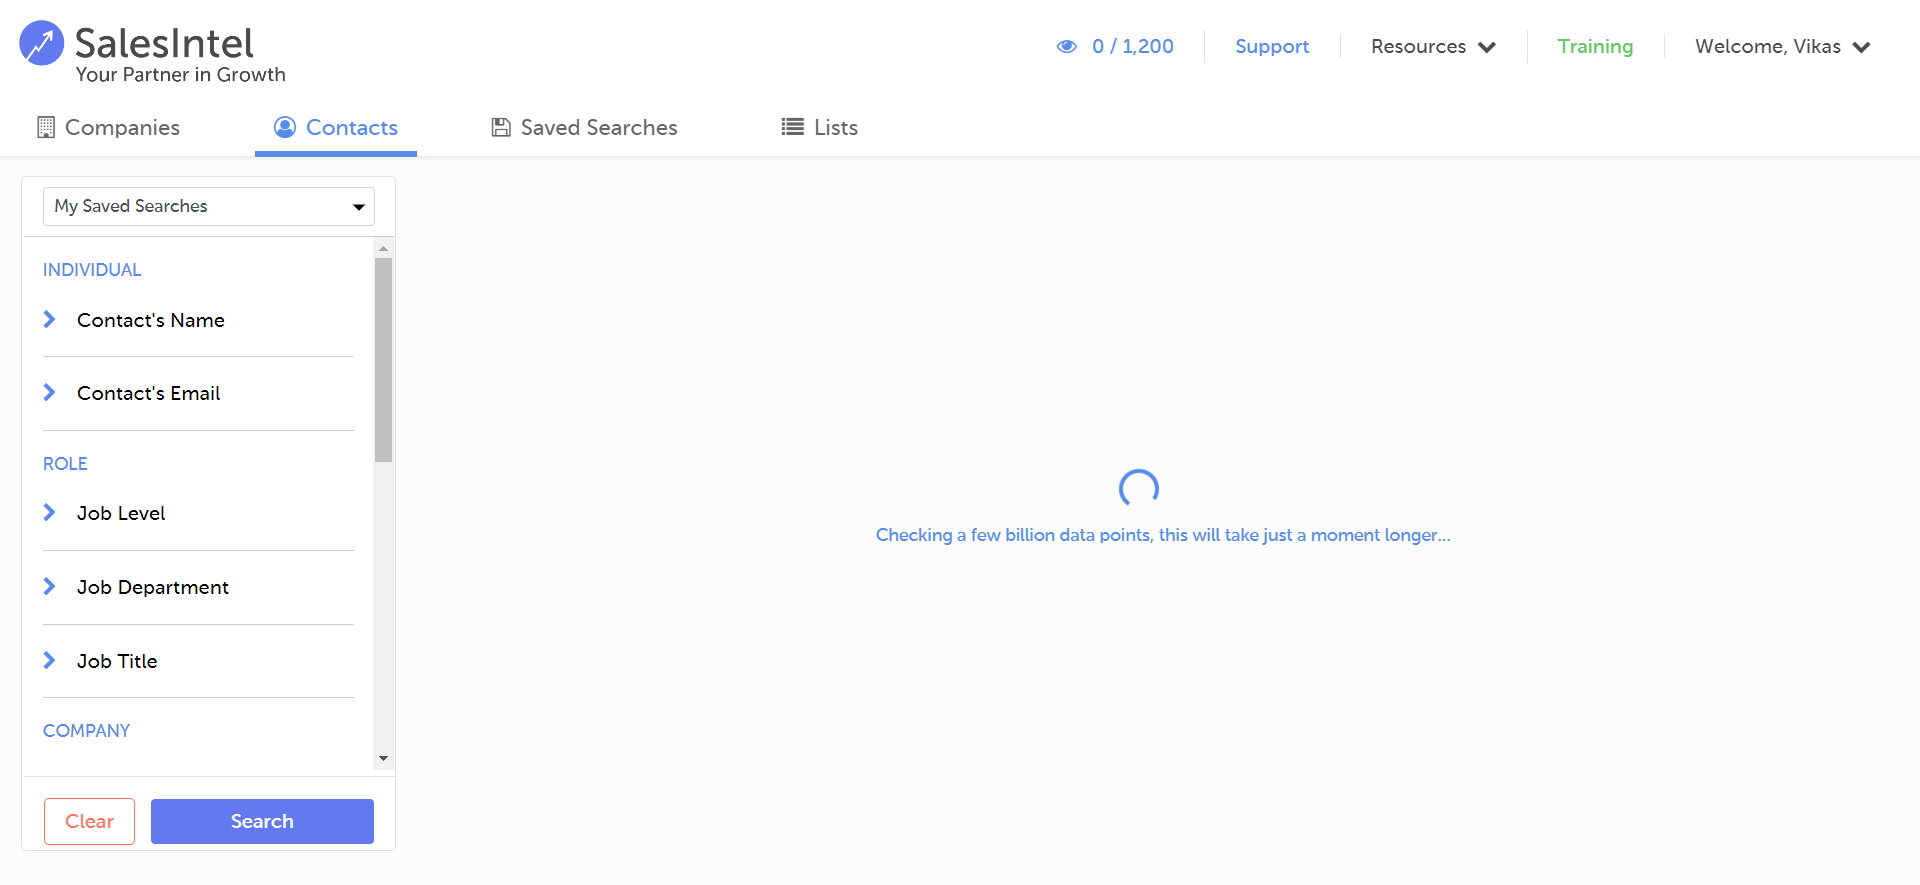 SalesIntel
Your Partner in Growth
0 / 1,200
Support
Resources
Training
Welcome, Vikas
Companies
Contacts
Saved Searches
Lists
My Saved Searches
INDIVIDUAL
Contact's Name
Contact's Email
ROLE
Job Level
Job Department
Job Title
COMPANY
Clear
Search
Checking a few billion data points, this will take just a moment longer...